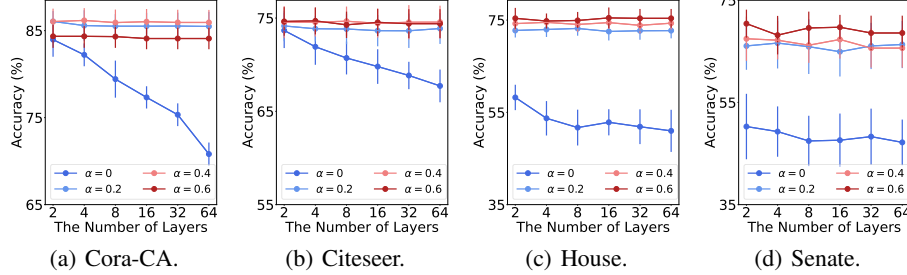 Accuracy (%)
85
75
65
α = 0
α = 0.2
α = 0.4
α = 0.6
2 4 8 16 32 64
The Number of Layers
(a) Cora-CA.
Accuracy (%)
75
65
55
α = 0
α = 0.2
α = 0.4
α = 0.6
2 4 8 16 32 64
The Number of Layers
(b) Citeseer.
Accuracy (%)
75
55
35
α = 0
α = 0.2
α = 0.4
α = 0.6
2 4 8 16 32 64
The Number of Layers
(c) House.
Accuracy (%)
75
55
35
α = 0
α = 0.2
α = 0.4
α = 0.6
2 4 8 16 32 64
The Number of Layers
(d) Senate.